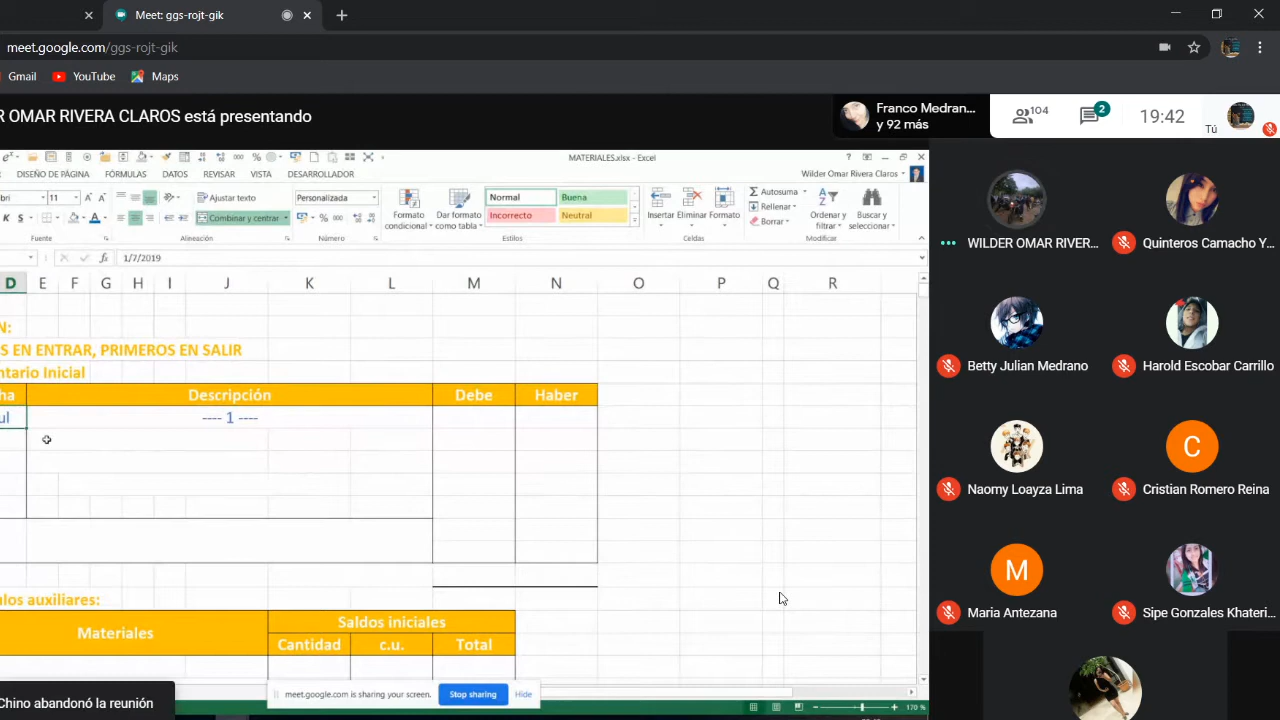 Meet: ggs-rojt-gik
meet.google.com/ggs-rojt-gik
Gmail YouTube Maps
R OMAR RIVERA CLAROS está presentando
Franco Medran...
y 92 más
104
2
19:42
Tú
MATERIALES.xlsx - Excel
DISEÑO DE PÁGINA FÓRMULAS DATOS REVISAR VISTA DESARROLLADOR
Wilder Omar Rivera Claros
bri 11
Ajustar texto
Personalizada
Combinar y centrar
Formato condicional
Dar formato como tabla
Normal Buena
Incorrecto Neutral
Insertar Eliminar Formato
Autosuma
Rellenar
Borrar
Ordenar y filtrar
Buscar y seleccionar
Fuente Alineación Número Estilos Celdas Modificar
fx 1/7/2019
D E F G H I J K L M N O P Q R
N:
S EN ENTRAR, PRIMEROS EN SALIR
ntario Inicial
ha Descripción Debe Haber
ul ---- 1 ----
los auxiliares:
Materiales Saldos iniciales
Cantidad c.u. Total
meet.google.com is sharing your screen. Stop sharing Hide
Chino abandonó la reunión
170 %
WILDER OMAR RIVER...
Quinteros Camacho Y...
Betty Julian Medrano
Harold Escobar Carrillo
Naomy Loayza Lima
C
Cristian Romero Reina
M
Maria Antezana
Sipe Gonzales Khateri...